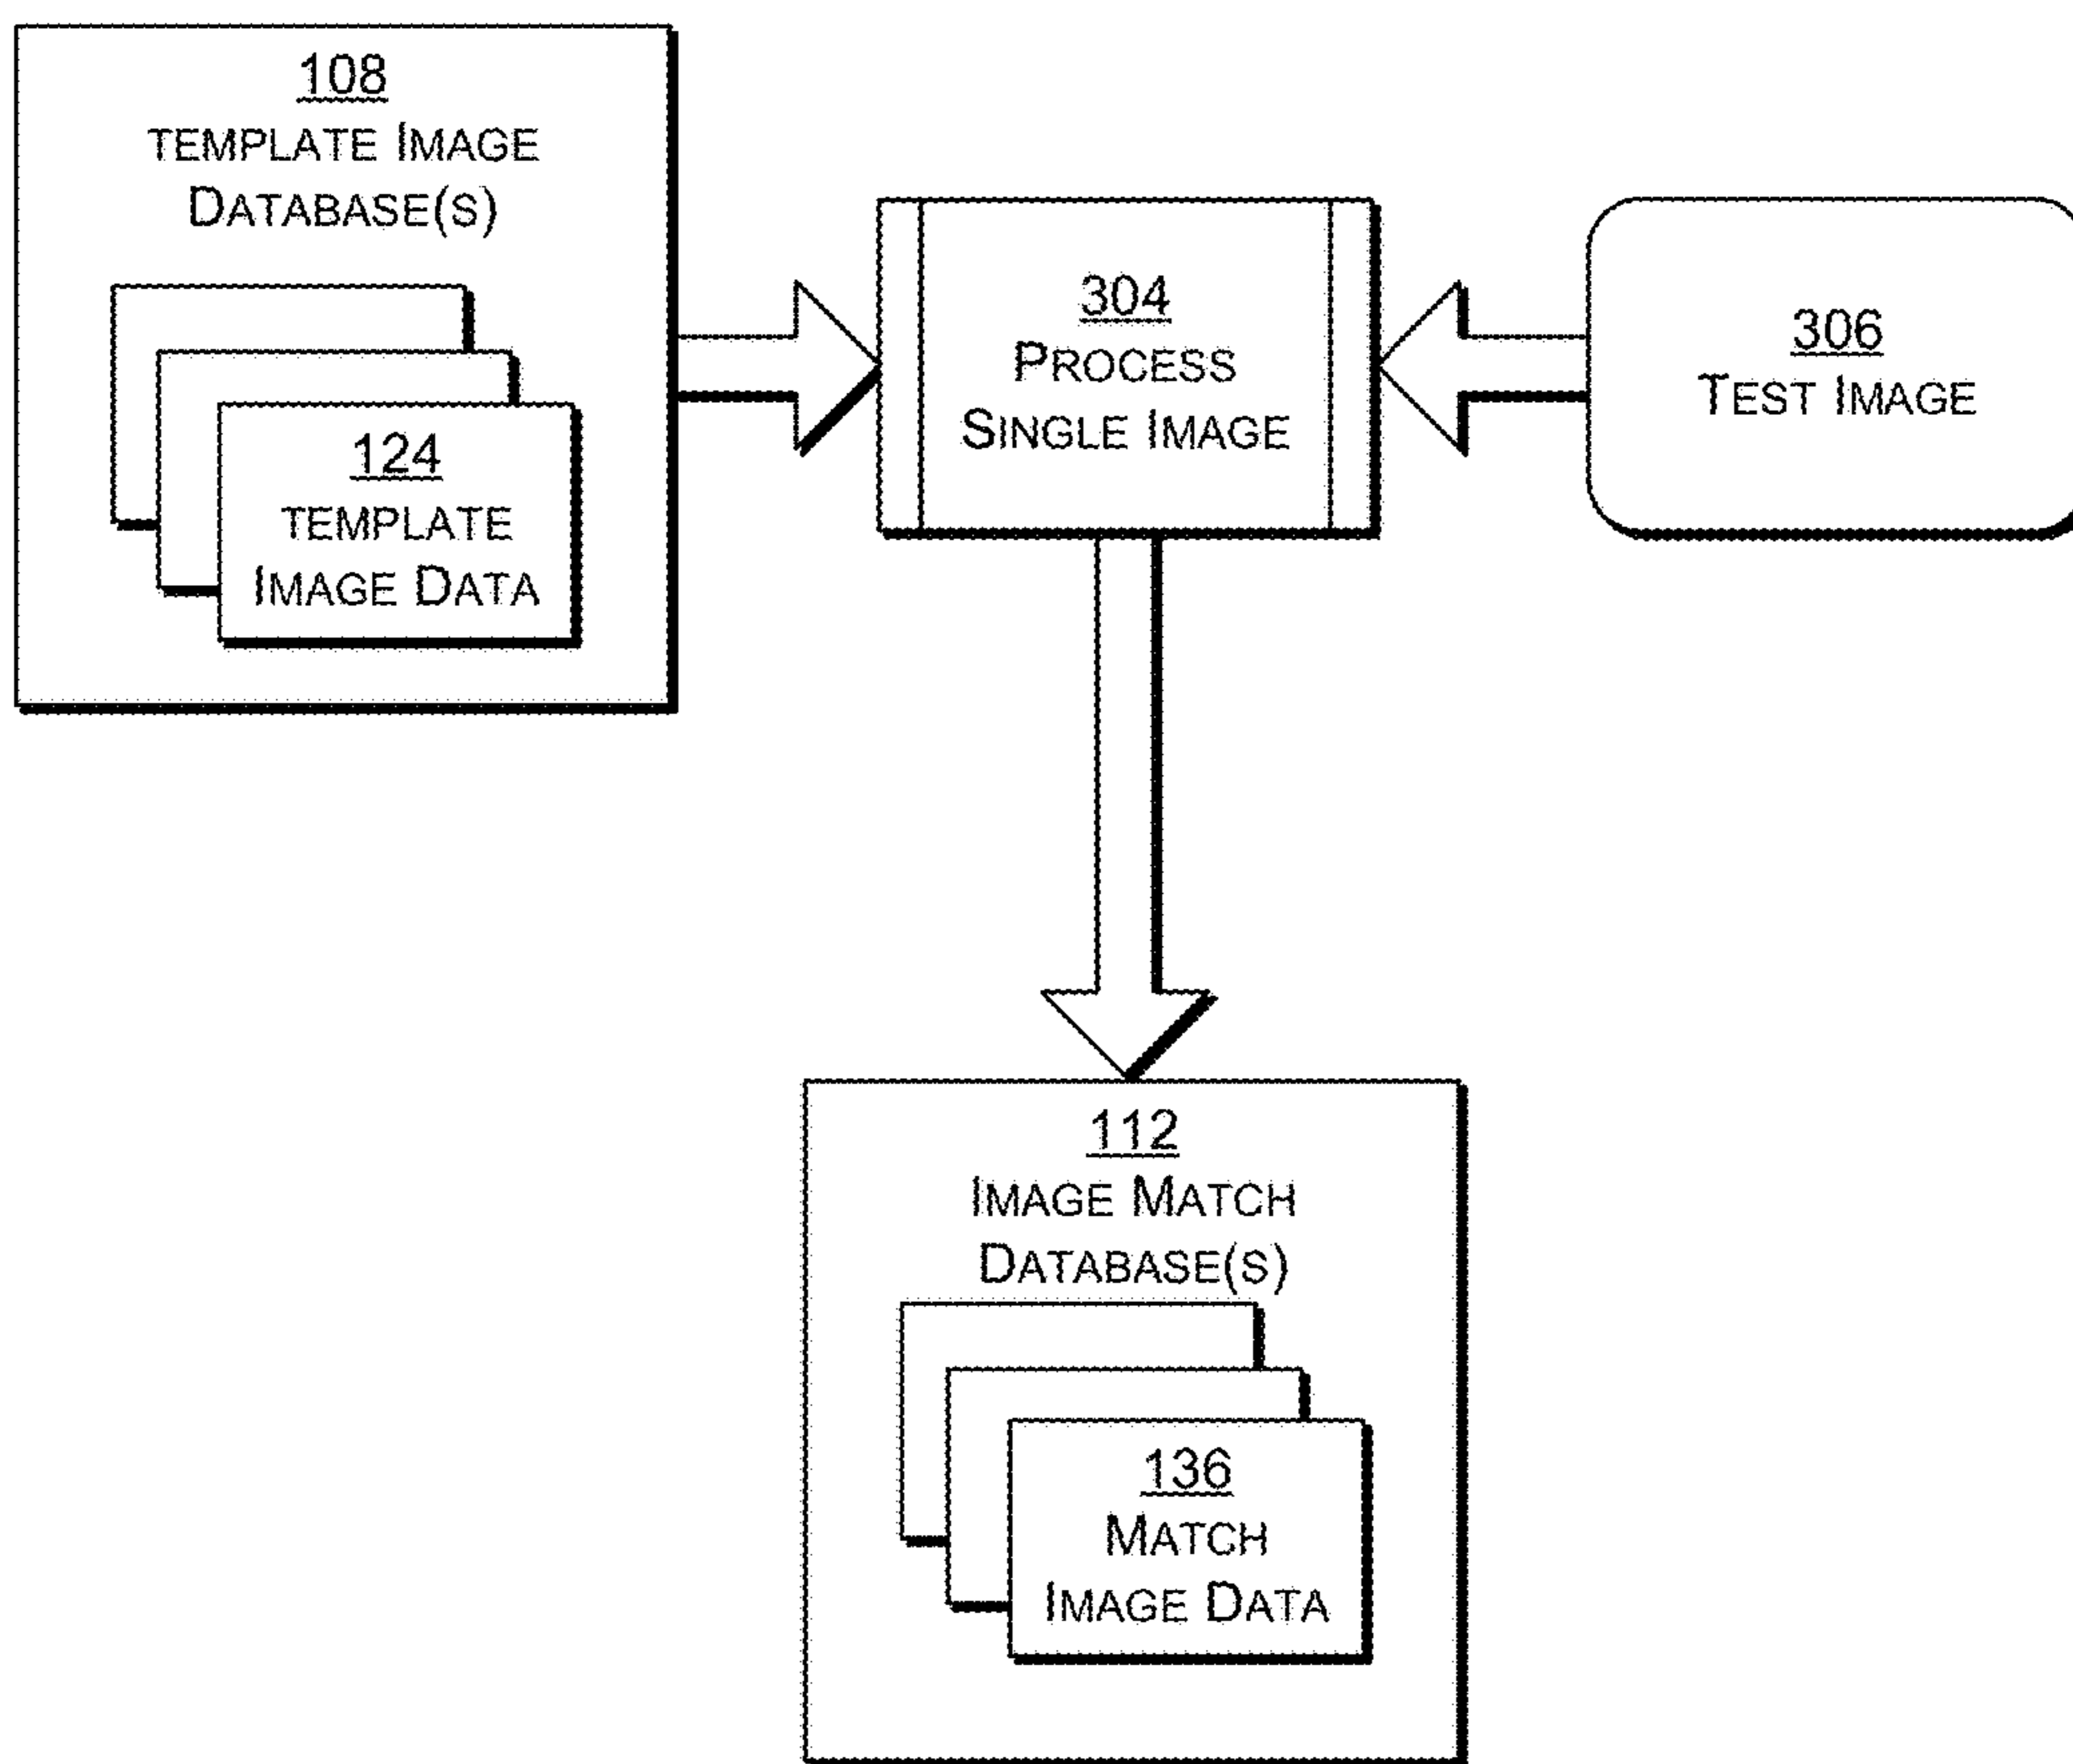 108
TEMPLATE IMAGE
DATABASE(S)
124
TEMPLATE
IMAGE DATA
304
PROCESS
SINGLE IMAGE
306
TEST IMAGE
112
IMAGE MATCH
DATABASE(S)
136
MATCH
IMAGE DATA